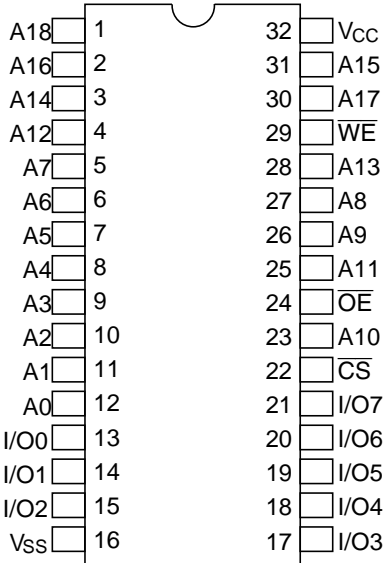 A18 1 32 VCC
A16 2 31 A15
A14 3 30 A17
A12 4 29 W̅E̅
A7 5 28 A13
A6 6 27 A8
A5 7 26 A9
A4 8 25 A11
A3 9 24 O̅E̅
A2 10 23 A10
A1 11 22 C̅S̅
A0 12 21 I/O7
I/O0 13 20 I/O6
I/O1 14 19 I/O5
I/O2 15 18 I/O4
VSS 16 17 I/O3